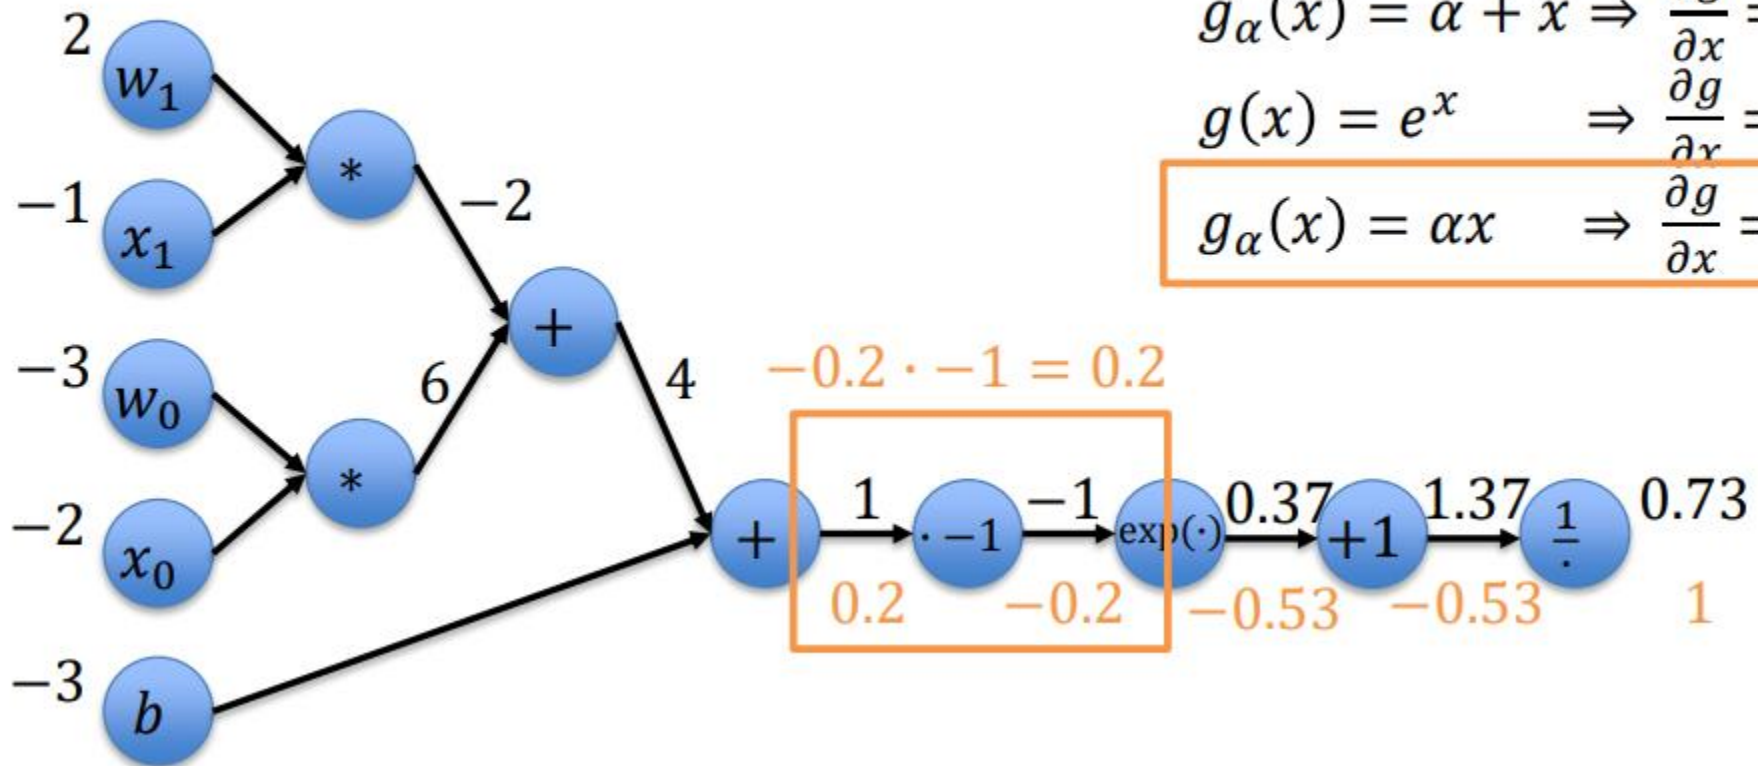 g_α(x) = α + x ⇒ ∂g/∂x =
g(x) = e^x ⇒ ∂g/∂x =
g_α(x) = αx ⇒ ∂g/∂x =
2
w₁
*
−1
x₁
−2
+
−3
w₀
6
4
−0.2 · −1 = 0.2
*
−2
x₀
+ 1 · −1 −1 exp(·) 0.37 +1 1.37 1/· 0.73
0.2 −0.2 −0.53 −0.53 1
−3
b